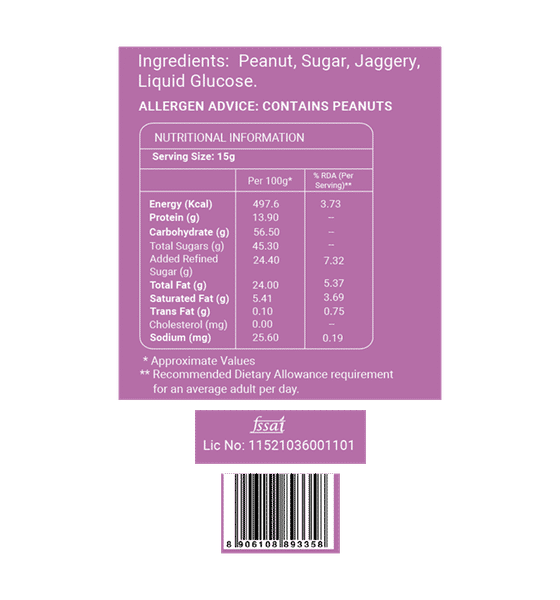 Ingredients: Peanut, Sugar, Jaggery,
Liquid Glucose.
ALLERGEN ADVICE: CONTAINS PEANUTS
NUTRITIONAL INFORMATION
Serving Size: 15g
Per 100g* % RDA (Per
Serving)**
Energy (Kcal) 497.6 3.73
Protein (g) 13.90 --
Carbohydrate (g) 56.50 --
Total Sugars (g) 45.30 --
Added Refined
Sugar (g) 24.40 7.32
Total Fat (g) 24.00 5.37
Saturated Fat (g) 5.41 3.69
Trans Fat (g) 0.10 0.75
Cholesterol (mg) 0.00 --
Sodium (mg) 25.60 0.19
* Approximate Values
** Recommended Dietary Allowance requirement
for an average adult per day.
fssai
Lic No: 11521036001101
8 906108 893358